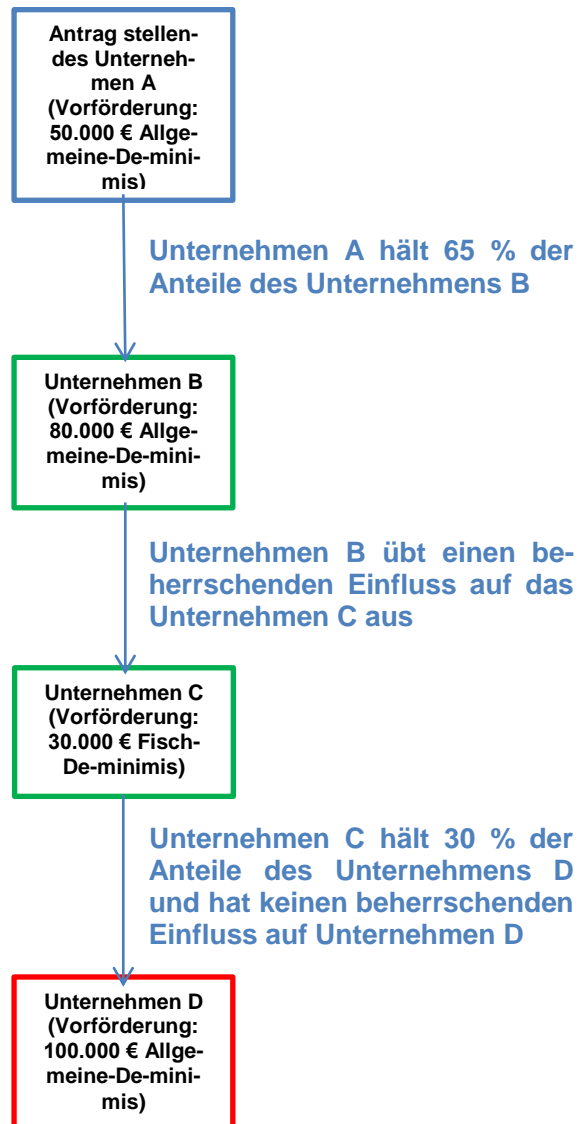 Antrag stellen-
des Unterneh-
men A
(Vorförderung:
50.000 € Allge-
meine-De-mini-
mis)
Unternehmen A hält 65 % der
Anteile des Unternehmens B
Unternehmen B
(Vorförderung:
80.000 € Allge-
meine-De-mini-
mis)
Unternehmen B übt einen be-
herrschenden Einfluss auf das
Unternehmen C aus
Unternehmen C
(Vorförderung:
30.000 € Fisch-
De-minimis)
Unternehmen C hält 30 % der
Anteile des Unternehmens D
und hat keinen beherrschenden
Einfluss auf Unternehmen D
Unternehmen D
(Vorförderung:
100.000 € Allge-
meine-De-mini-
mis)